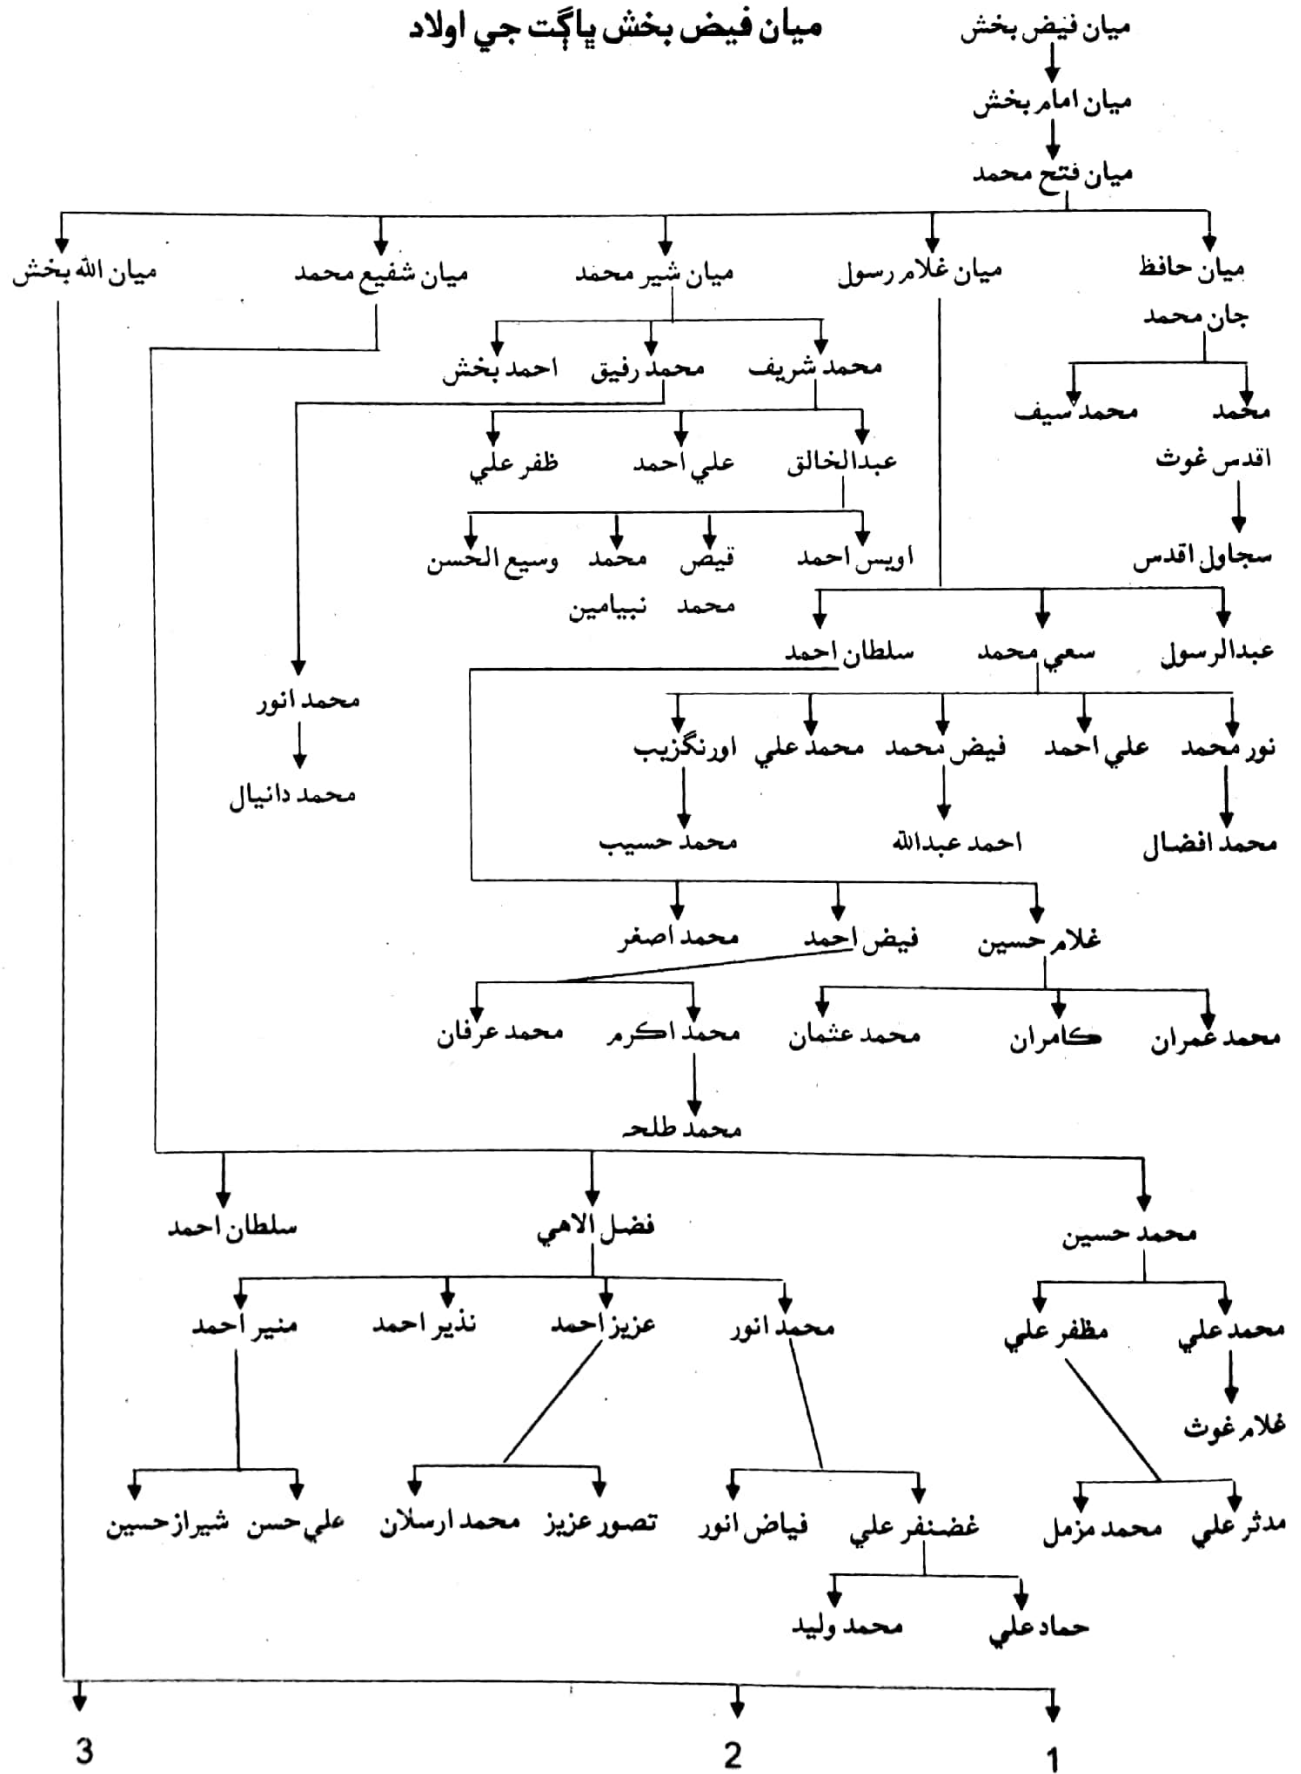 ميان فيض بخش ڀاڳت جي اولاد
ميان فيض بخش
ميان امام بخش
ميان فتح محمد
ميان حافظ
جان محمد
ميان غلام رسول
ميان شير محمد
ميان شفيع محمد
ميان الله بخش
محمد شريف
محمد رفيق
احمد بخش
محمد
اقدس غوث
محمد سيف
عبدالخالق
علي احمد
ظفر علي
سجاول اقدس
اويس احمد
قيص
محمد
محمد
نبيامين
وسيع الحسن
عبدالرسول
سعي محمد
سلطان احمد
محمد انور
نور محمد
علي احمد
فيض محمد
محمد علي
اورنگزيب
محمد دانيال
محمد افضال
احمد عبدالله
محمد حسيب
غلام حسين
فيض احمد
محمد اصغر
محمد عمران
ڪامران
محمد عثمان
محمد اڪرم
محمد عرفان
محمد طلحہ
محمد حسين
فضل الاهي
سلطان احمد
محمد علي
مظفر علي
محمد انور
عزيز احمد
نذير احمد
منير احمد
غلام غوث
مدثر علي
محمد مزمل
غضنفر علي
فياض انور
تصور عزيز
محمد ارسلان
علي حسن
شيراز حسين
حماد علي
محمد وليد
1
2
3